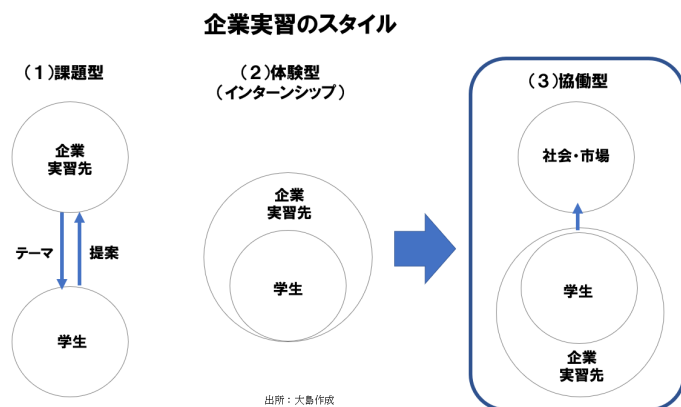 企業実習のスタイル
(1)課題型
企業
実習先
テーマ
提案
学生
(2)体験型
(インターンシップ)
企業
実習先
学生
(3)協働型
社会・市場
学生
企業
実習先
出所:大島作成